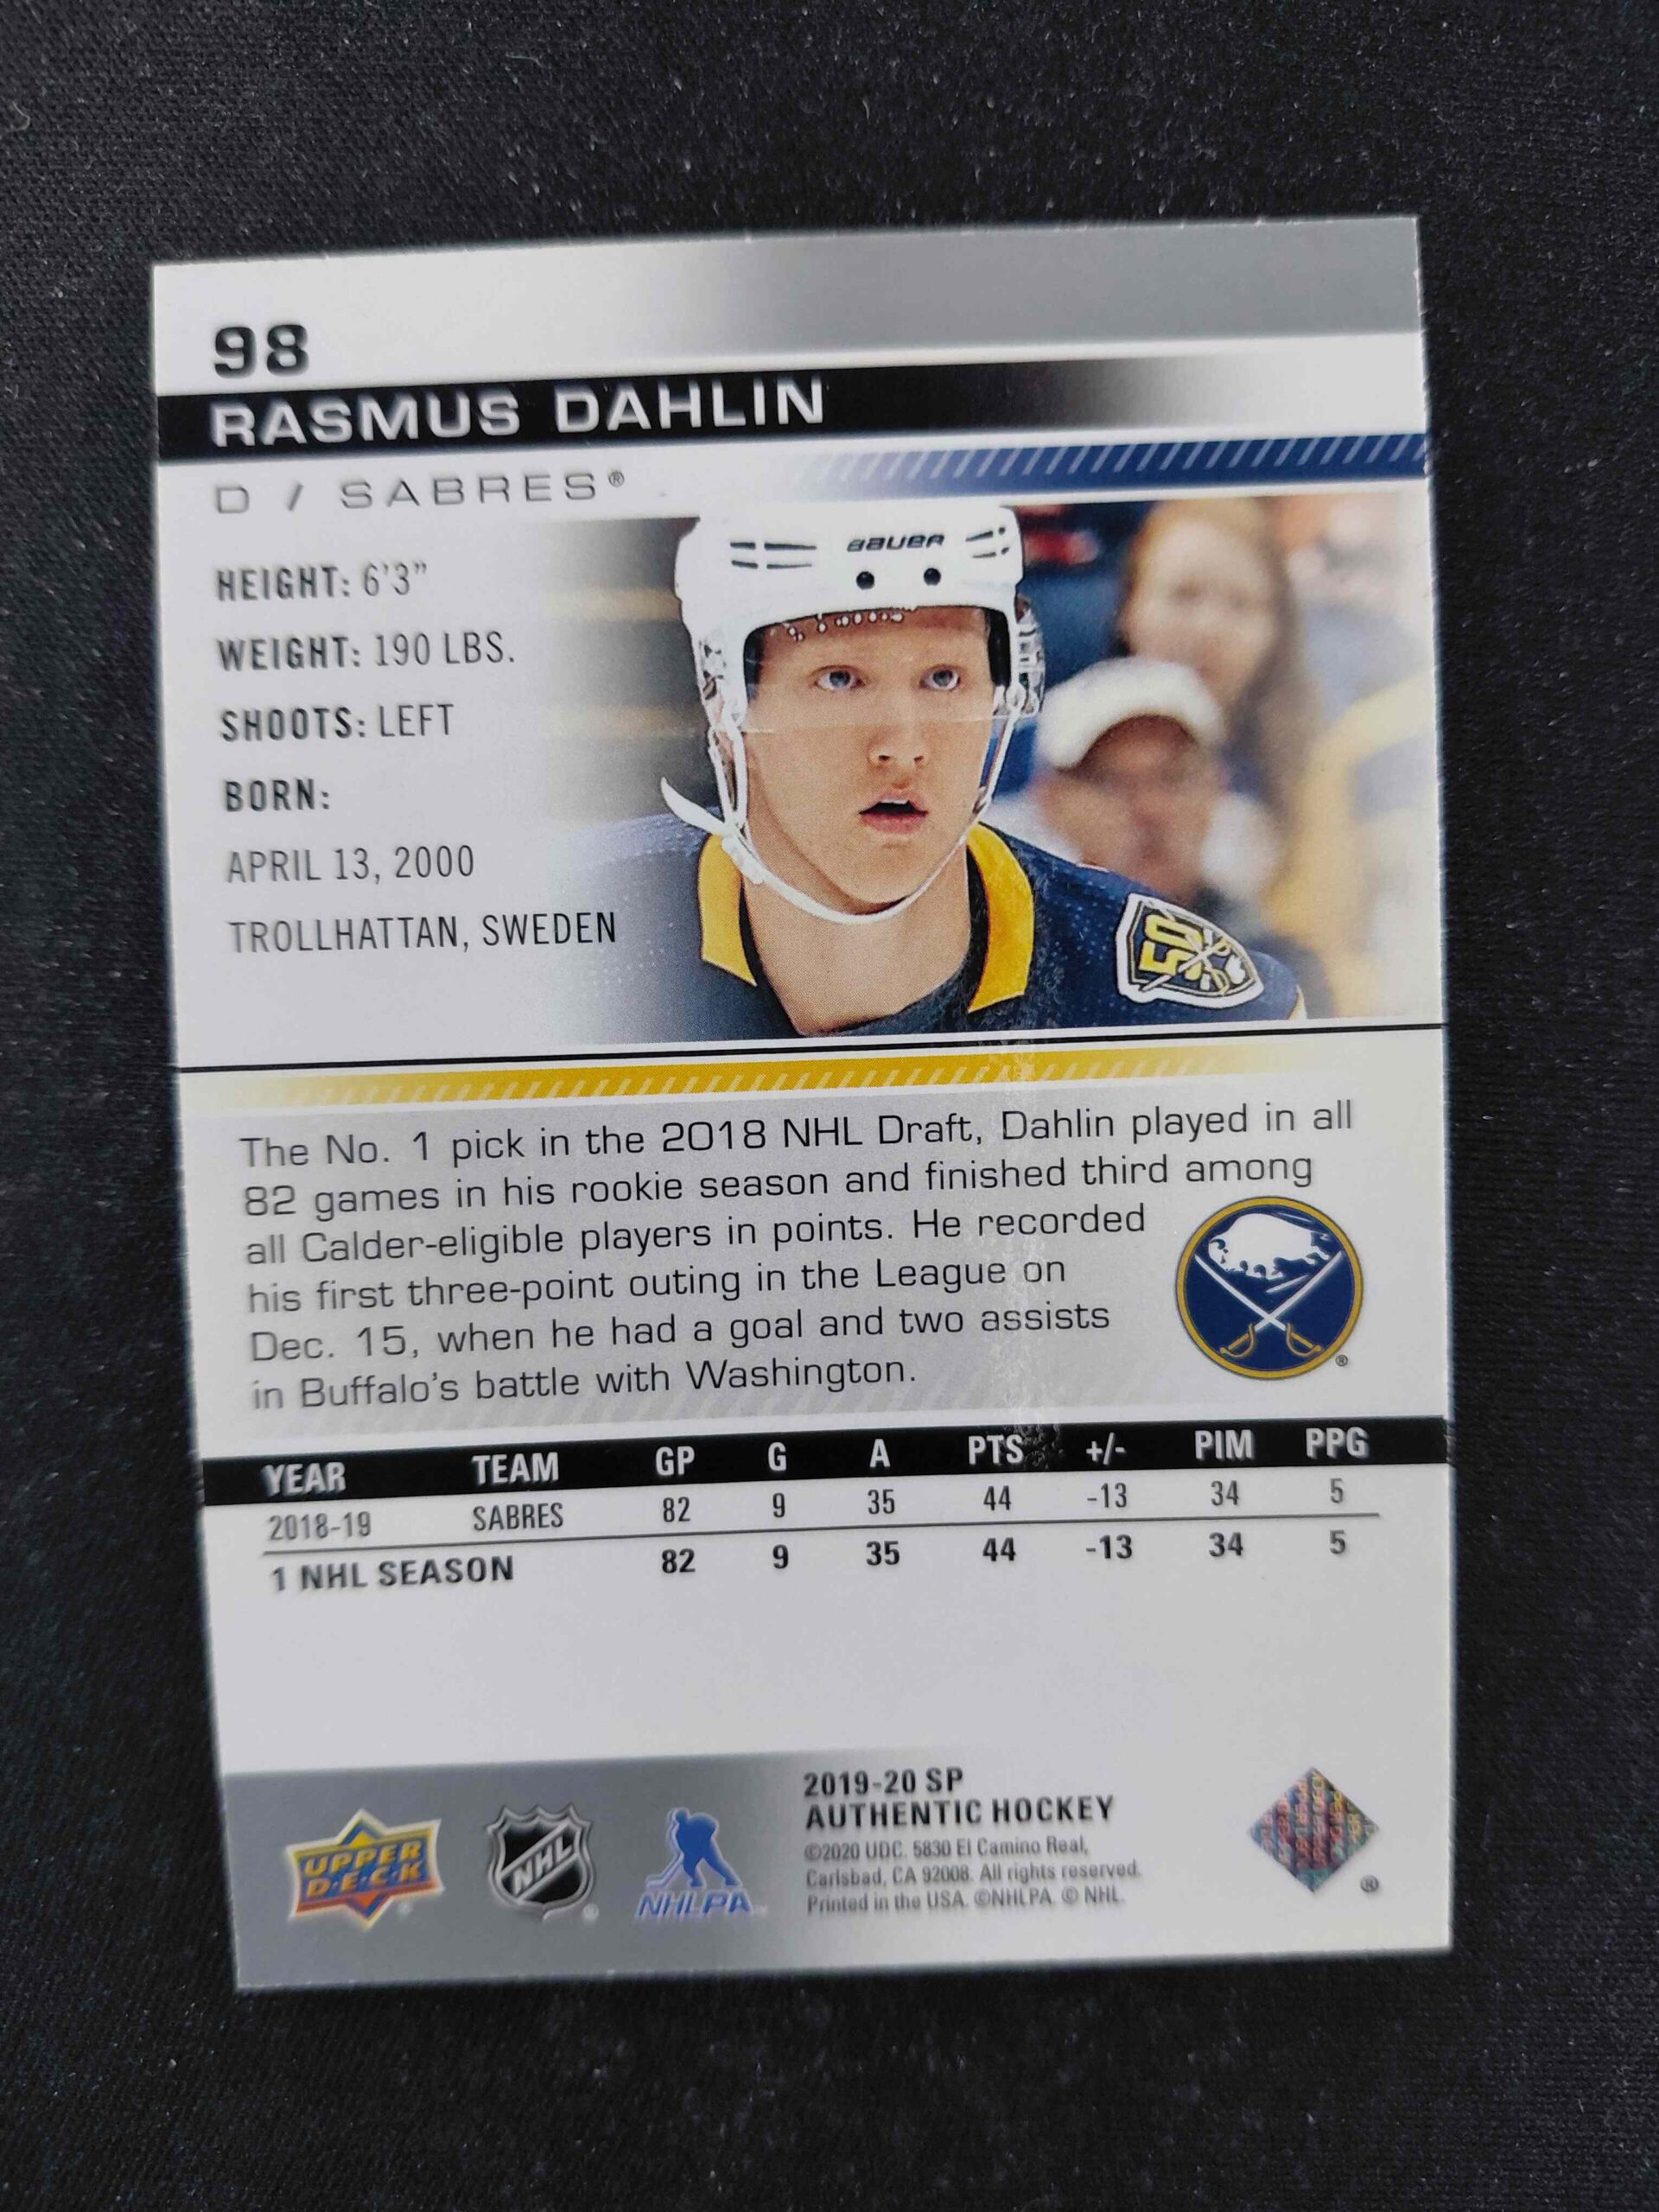 98
RASMUS DAHLIN
D / SABRES®
BAUER
HEIGHT: 6'3"
WEIGHT: 190 LBS.
SHOOTS: LEFT
BORN:
APRIL 13, 2000
TROLLHATTAN, SWEDEN
50
The No. 1 pick in the 2018 NHL Draft, Dahlin played in all
82 games in his rookie season and finished third among
all Calder-eligible players in points. He recorded
his first three-point outing in the League on
Dec. 15, when he had a goal and two assists
in Buffalo's battle with Washington.
®
YEAR TEAM GP G A PTS +/- PIM PPG
2018-19 SABRES 82 9 35 44 -13 34 5
1 NHL SEASON 82 9 35 44 -13 34 5
UPPER DECK ®
NHL ®
NHLPA
2019-20 SP
AUTHENTIC HOCKEY
©2020 UDC. 5830 El Camino Real,
Carlsbad, CA 92008. All rights reserved.
Printed in the USA. ©NHLPA. © NHL.
®